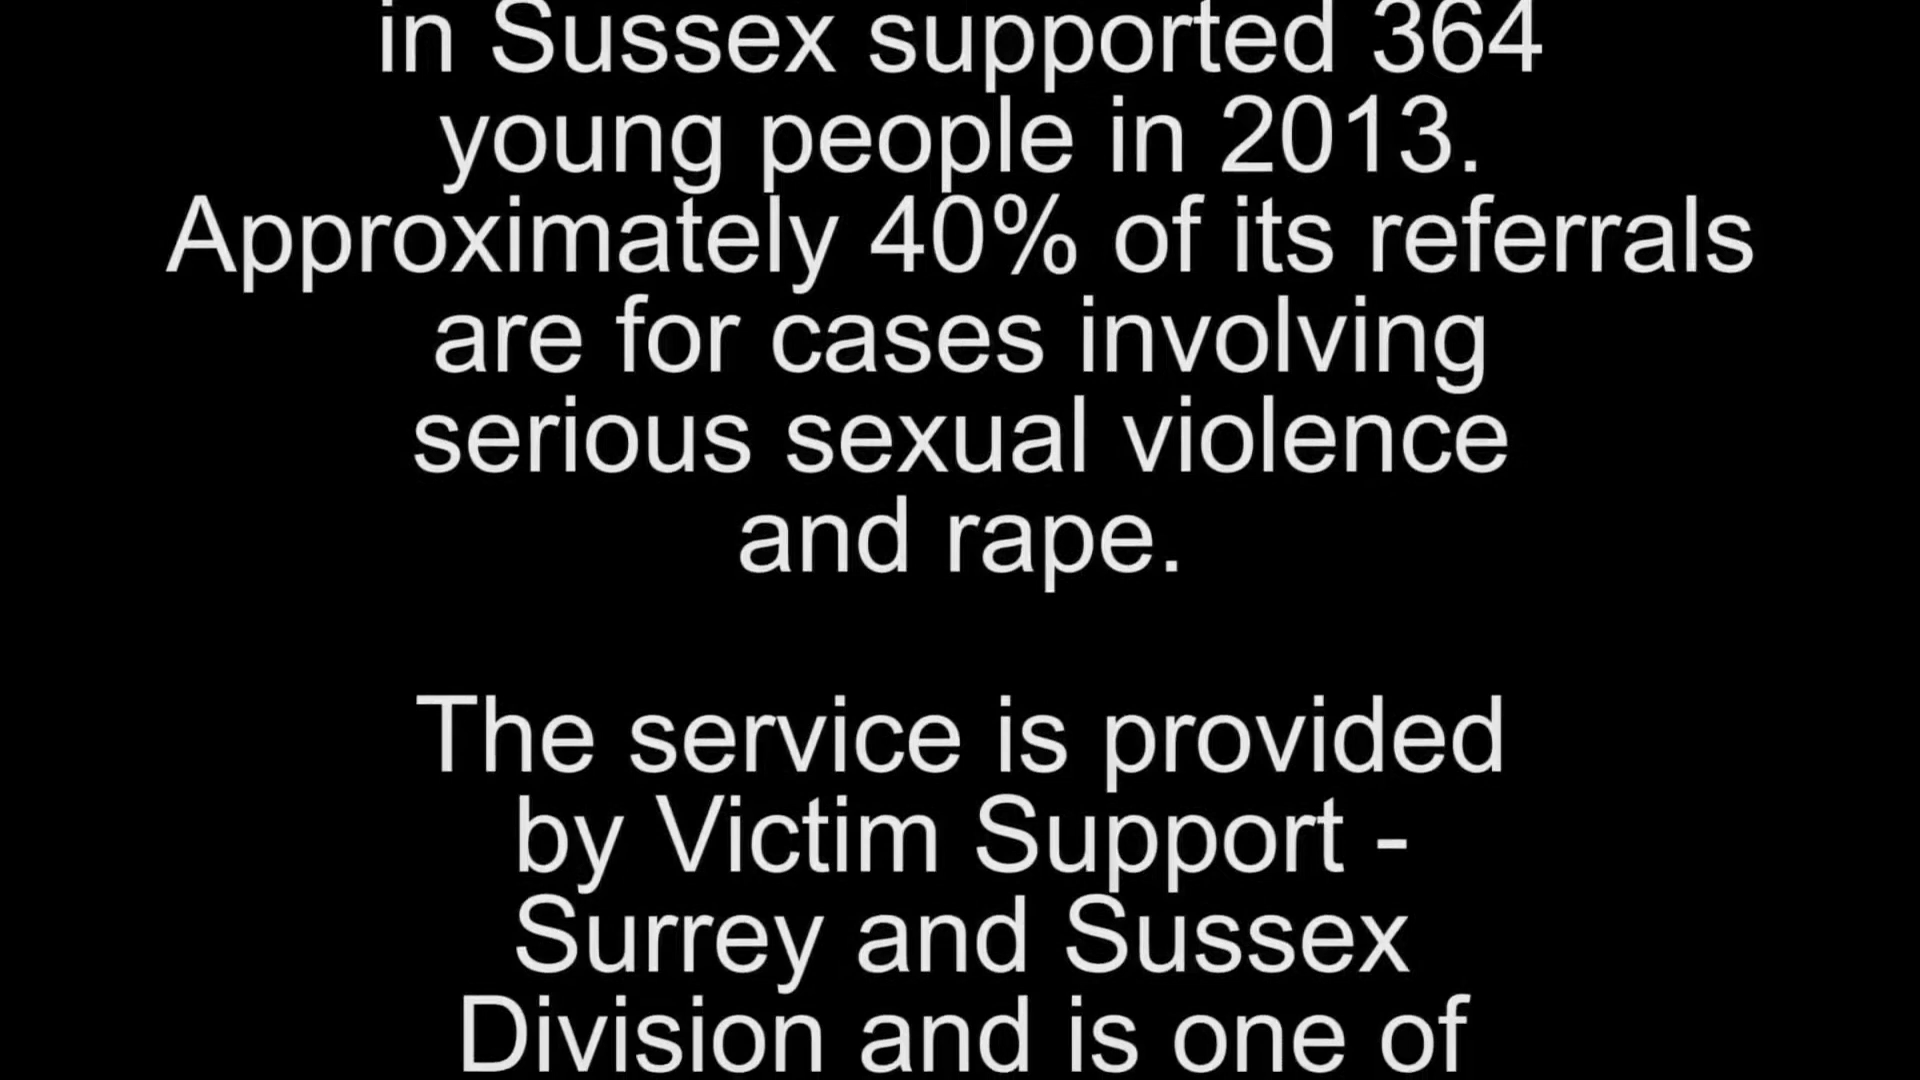 in Sussex supported 364
young people in 2013.
Approximately 40% of its referrals
are for cases involving
serious sexual violence
and rape.
The service is provided
by Victim Support -
Surrey and Sussex
Division and is one of